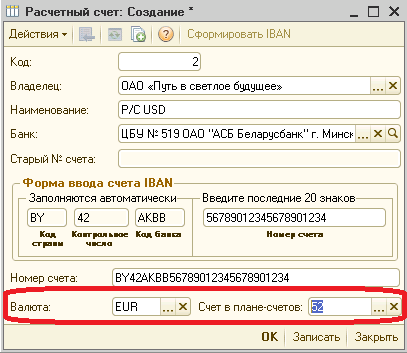 Расчетный счет: Создание *
Действия Сформировать IBAN
Код: 2
Владелец: ОАО «Путь в светлое будущее» ... ×
Наименование: Р/С USD
Банк: ЦБУ № 519 ОАО "АСБ Беларусбанк" г. Минск ... ×
Старый № счета:
Форма ввода счета IBAN
Заполняются автоматически Введите последние 20 знаков
BY 42 AKBB 56789012345678901234
Код страны Контрольное число Код банка Номер счета
Номер счета: BY42AKBB56789012345678901234
Валюта: EUR ... × Счет в плане-счетов: 52 ... ×
OK Записать Закрыть